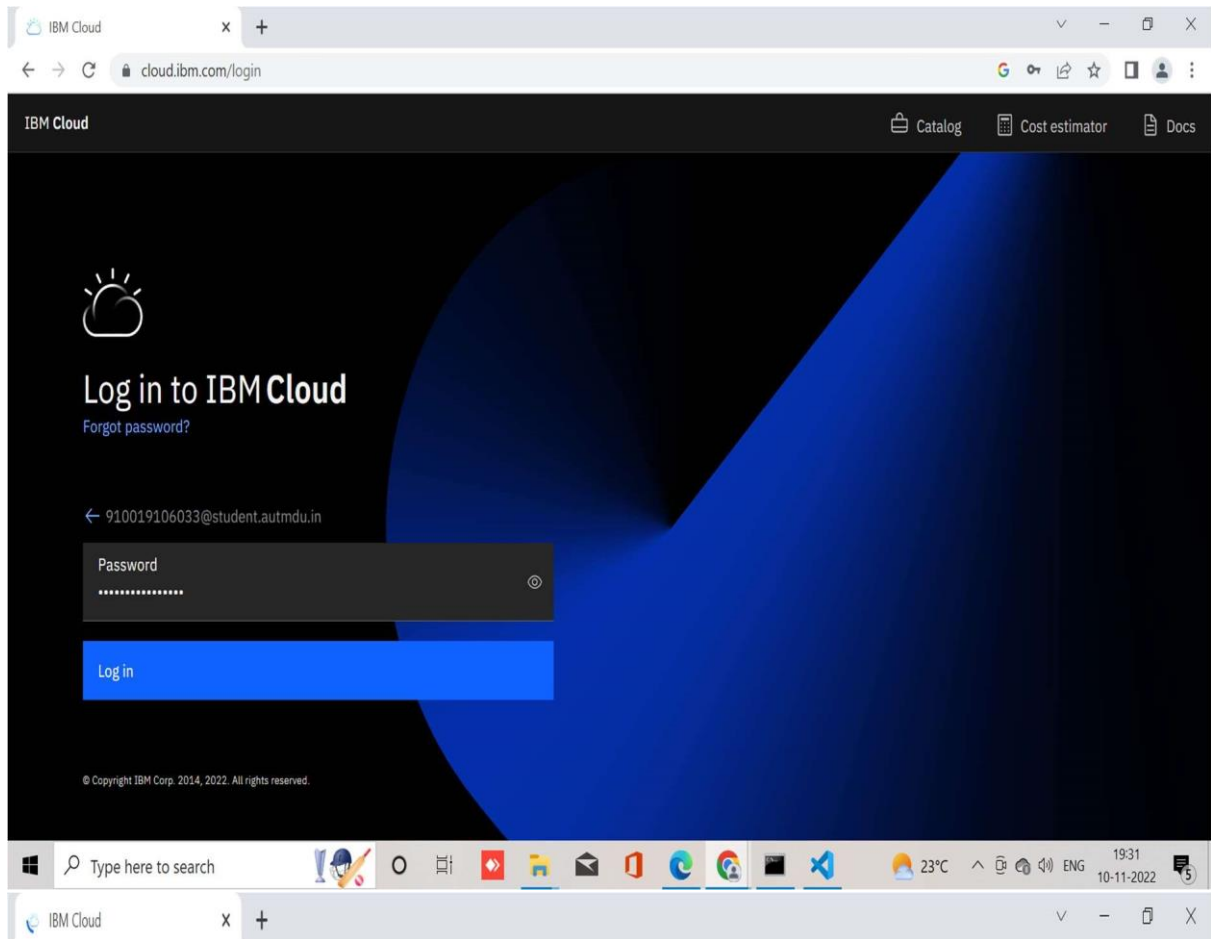 IBM Cloud
cloud.ibm.com/login
IBM Cloud
Catalog
Cost estimator
Docs
Log in to IBM Cloud
Forgot password?
← 910019106033@student.autmdu.in
Password
••••••••••••••••
Log in
© Copyright IBM Corp. 2014, 2022. All rights reserved.
Type here to search
23°C
ENG
19:31
10-11-2022
5
IBM Cloud